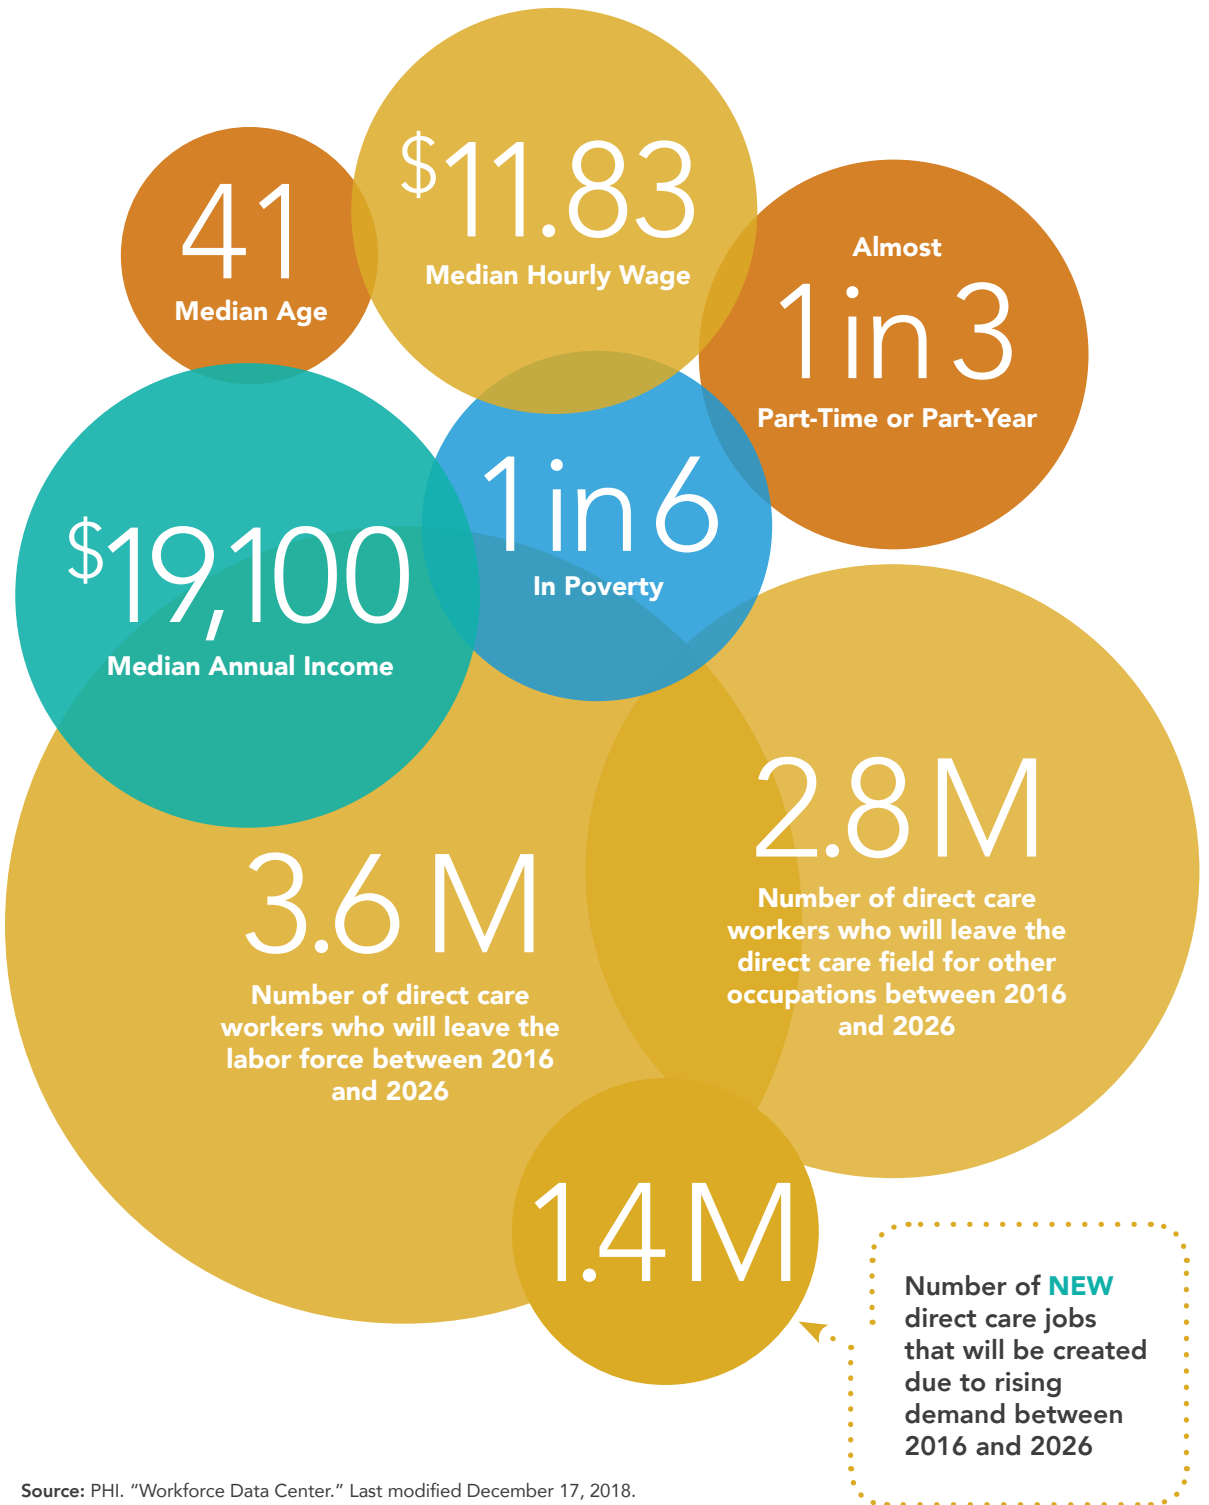 $11.83
Median Hourly Wage
41
Median Age
Almost
1 in 3
Part-Time or Part-Year
1 in 6
In Poverty
$19,100
Median Annual Income
2.8 M
Number of direct care
workers who will leave the
direct care field for other
occupations between 2016
and 2026
3.6 M
Number of direct care
workers who will leave the
labor force between 2016
and 2026
1.4 M
Number of NEW
direct care jobs
that will be created
due to rising
demand between
2016 and 2026
Source: PHI. “Workforce Data Center.” Last modified December 17, 2018.